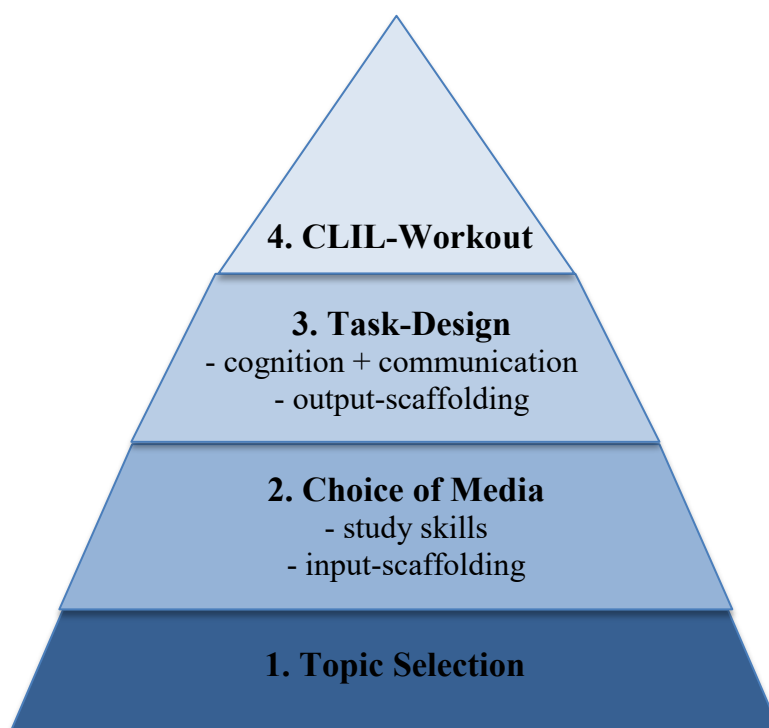 4. CLIL-Workout
3. Task-Design
- cognition + communication
- output-scaffolding
2. Choice of Media
- study skills
- input-scaffolding
1. Topic Selection